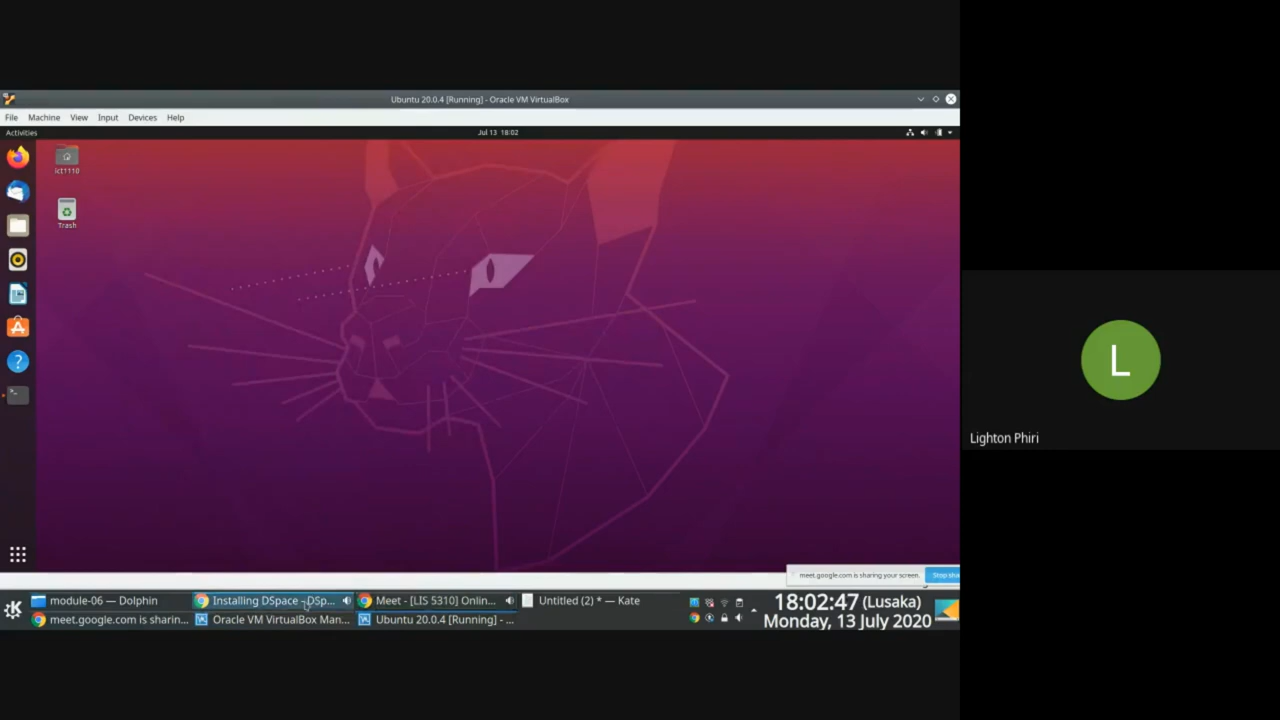 Ubuntu 20.0.4 [Running] - Oracle VM VirtualBox
File Machine View Input Devices Help
Activities
Jul 13 18:02
lct1110
Trash
meet.google.com is sharing your screen.
Stop sha
module-06 — Dolphin
Installing DSpace - DSp...
Meet - [LIS 5310] Onlin...
Untitled (2) * — Kate
meet.google.com is sharin...
Oracle VM VirtualBox Man...
Ubuntu 20.0.4 [Running] - ...
18:02:47 (Lusaka)
Monday, 13 July 2020
L
Lighton Phiri